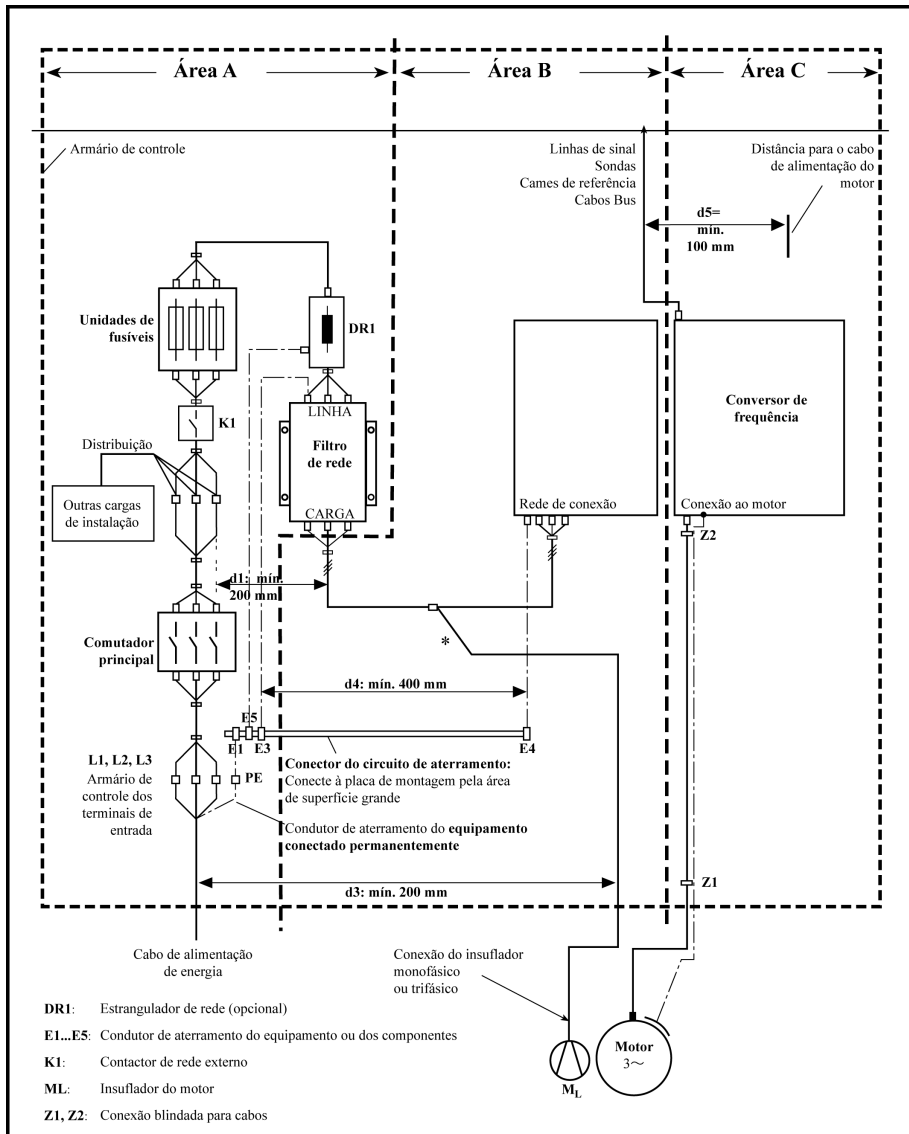 Área A
Área B
Área C
Armário de controle
Linhas de sinal
Sondas
Cames de referência
Cabos Bus
Distância para o cabo
de alimentação do
motor
d5=
mín.
100 mm
Unidades de
fusíveis
DR1
K1
LINHA
Filtro
de rede
CARGA
Distribuição
Outras cargas
de instalação
Conversor de
frequência
Rede de conexão
Conexão ao motor
Z2
d1: mín.
200 mm
Comutador
principal
*
d4: mín. 400 mm
E5
E1
E3
E4
L1, L2, L3
PE
Armário de
controle dos
terminais de
entrada
Conector do circuito de aterramento:
Conecte à placa de montagem pela área
de superfície grande
Condutor de aterramento do equipamento
conectado permanentemente
d3: mín. 200 mm
Z1
Cabo de alimentação
de energia
Conexão do insuflador
monofásico
ou trifásico
Motor
3~
ML
DR1: Estrangulador de rede (opcional)
E1...E5: Condutor de aterramento do equipamento ou dos componentes
K1: Contactor de rede externo
ML: Insuflador do motor
Z1, Z2: Conexão blindada para cabos